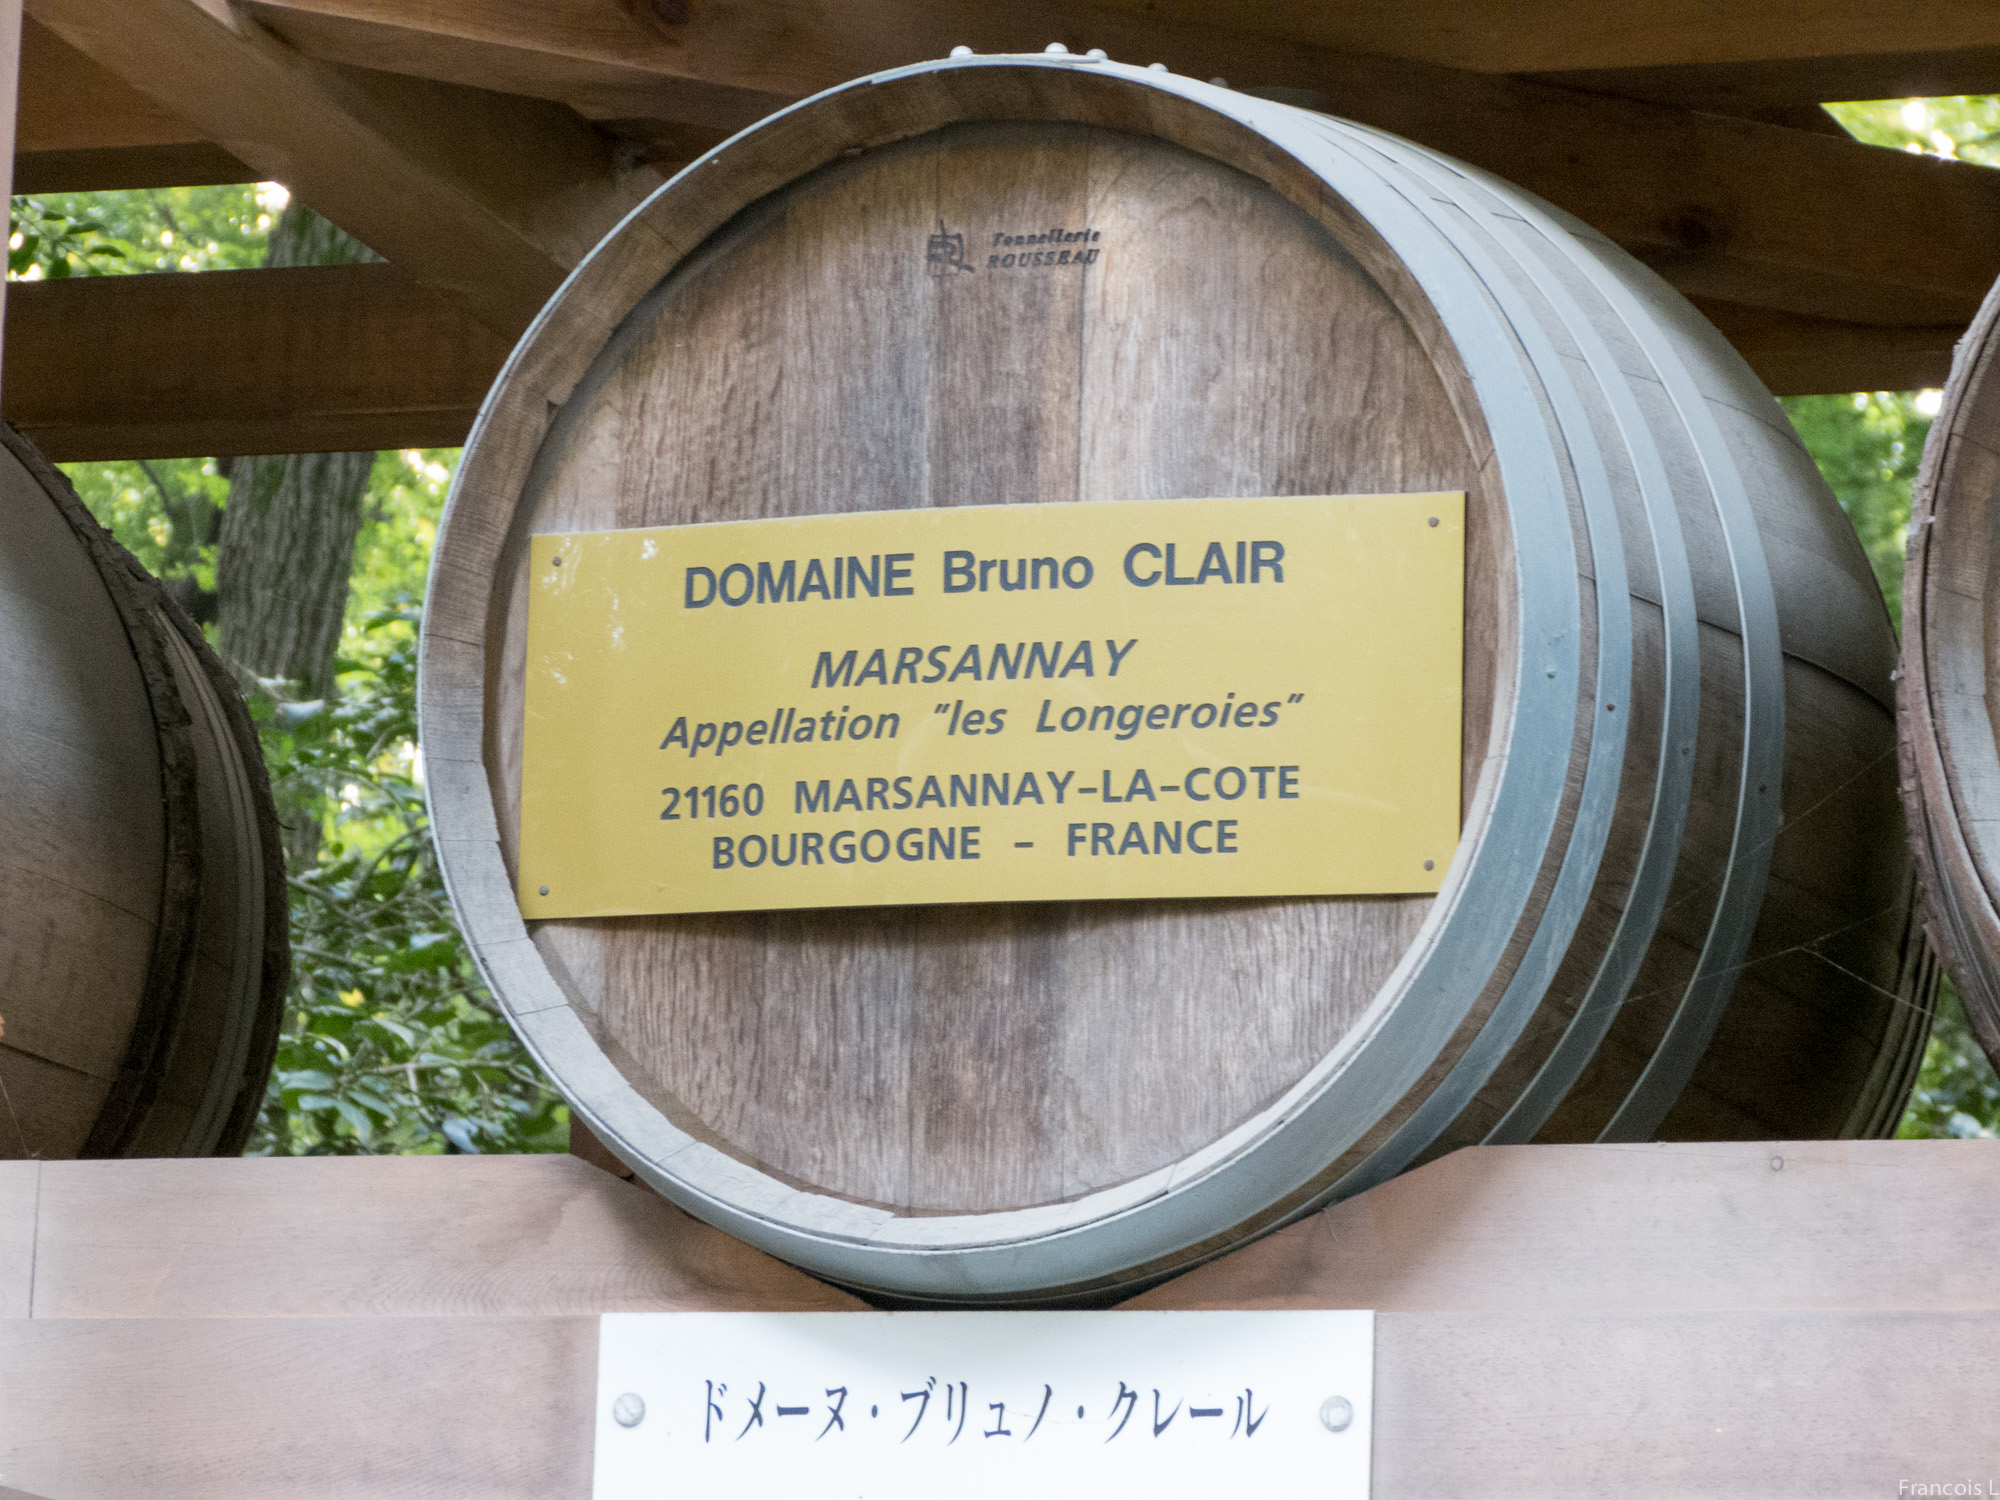 Tonnellerie
ROUSSEAU
DOMAINE Bruno CLAIR
MARSANNAY
Appellation "les Longeroies"
21160 MARSANNAY-LA-COTE
BOURGOGNE - FRANCE
ドメーヌ・ブリュノ・クレール
Francois L